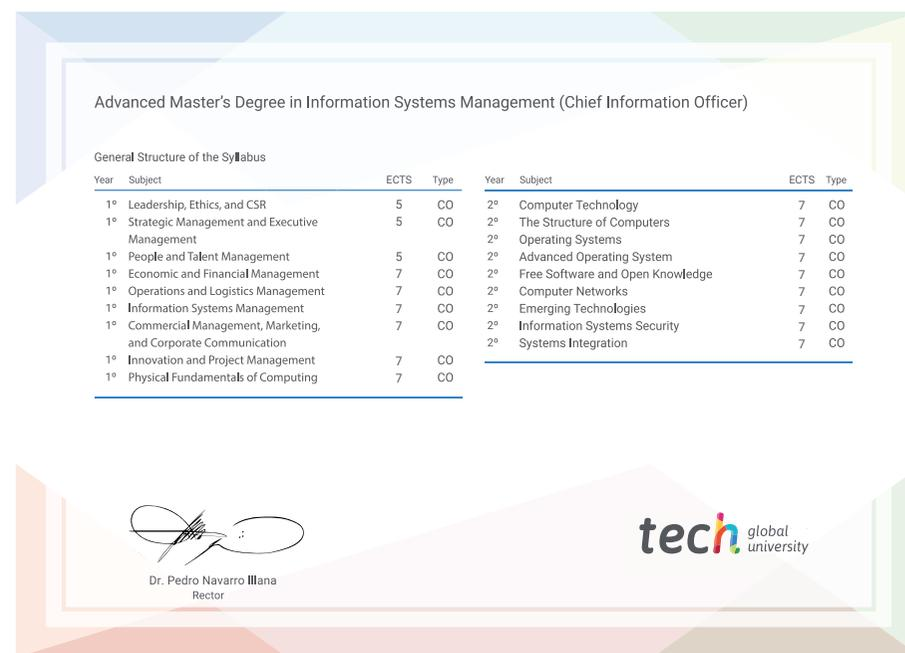 Advanced Master's Degree in Information Systems Management (Chief Information Officer)
General Structure of the Syllabus
Year Subject ECTS Type
1º Leadership, Ethics, and CSR 5 CO
1º Strategic Management and Executive 5 CO
Management
1º People and Talent Management 5 CO
1º Economic and Financial Management 7 CO
1º Operations and Logistics Management 7 CO
1º Information Systems Management 7 CO
1º Commercial Management, Marketing, 7 CO
and Corporate Communication
1º Innovation and Project Management 7 CO
1º Physical Fundamentals of Computing 7 CO
Year Subject ECTS Type
2º Computer Technology 7 CO
2º The Structure of Computers 7 CO
2º Operating Systems 7 CO
2º Advanced Operating System 7 CO
2º Free Software and Open Knowledge 7 CO
2º Computer Networks 7 CO
2º Emerging Technologies 7 CO
2º Information Systems Security 7 CO
2º Systems Integration 7 CO
Dr. Pedro Navarro Illana
Rector
tech global
university